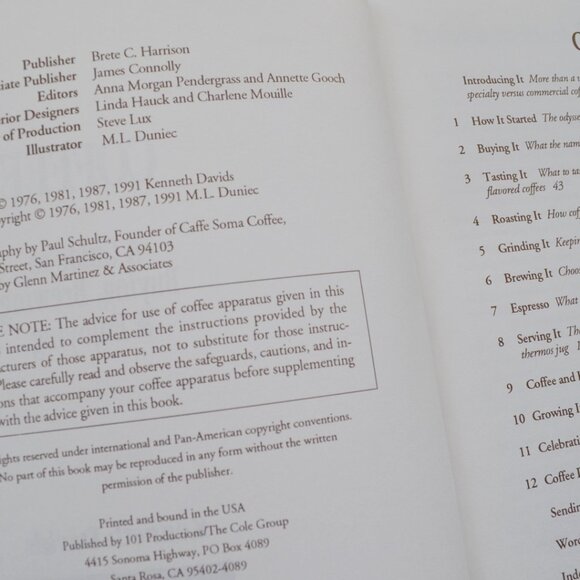 Publisher Brete C. Harrison
iate Publisher James Connolly
Editors Anna Morgan Pendergrass and Annette Gooch
rior Designers Linda Hauck and Charlene Mouille
of Production Steve Lux
Illustrator M.L. Duniec
© 1976, 1981, 1987, 1991 Kenneth Davids
pyright © 1976, 1981, 1987, 1991 M.L. Duniec
aphy by Paul Schultz, Founder of Caffe Soma Coffee,
Street, San Francisco, CA 94103
by Glenn Martinez & Associates
E NOTE: The advice for use of coffee apparatus given in this
s intended to complement the instructions provided by the
cturers of those apparatus, not to substitute for those instruc-
Please carefully read and observe the safeguards, cautions, and in-
ons that accompany your coffee apparatus before supplementing
with the advice given in this book.
ghts reserved under international and Pan-American copyright conventions.
No part of this book may be reproduced in any form without the written
permission of the publisher.
Printed and bound in the USA
Published by 101 Productions/The Cole Group
4415 Sonoma Highway, PO Box 4089
Santa Rosa, CA 95402-4089
Introducing It More than a
specialty versus commercial cof
1 How It Started The odyss
2 Buying It What the nam
3 Tasting It What to ta
flavored coffees 43
4 Roasting It How cof
5 Grinding It Keepin
6 Brewing It Choo
7 Espresso What
8 Serving It The
thermos jug
9 Coffee and
10 Growing I
11 Celebrati
12 Coffee
Sendin
Wor
Inde